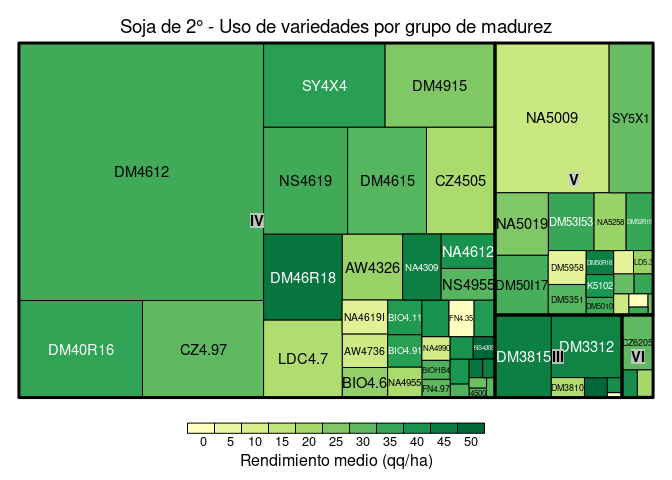 Soja de 2º - Uso de variedades por grupo de madurez
DM4612
SY4X4
DM4915
NA5009
SY5X1
NS4619
DM4615
CZ4505
V
IV
NA5019
DM53I53
NA5258
DM52R19
DM46R18
AW4326
NA4309
NA4612
NS4955
DM50I17
DM5958
DM50R18
LD5.3
K5102
DM5351
DM5010
DM40R16
CZ4.97
LDC4.7
NA4619I
BIO4.11
FN4.35
AW4736
BIO4.91
NA4990
NS4309
BIOHB4
BIO4.6
NA4955
FN4.97
4500
DM3815
III
DM3312
DM3810
CZ6205
VI
0 5 10 15 20 25 30 35 40 45 50
Rendimiento medio (qq/ha)